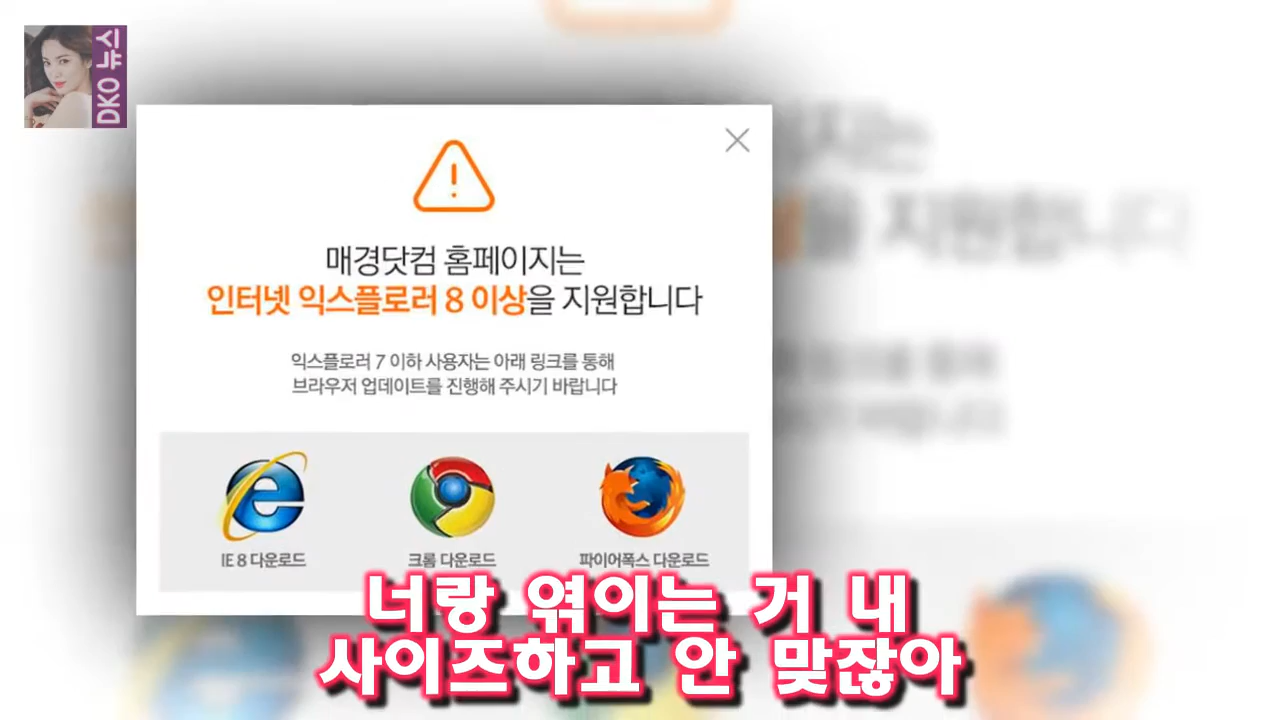 DKO 뉴스
매경닷컴 홈페이지는
인터넷 익스플로러 8 이상을 지원합니다
익스플로러 7 이하 사용자는 아래 링크를 통해
브라우저 업데이트를 진행해 주시기 바랍니다
IE 8 다운로드
크롬 다운로드
파이어폭스 다운로드
너랑 엮이는 거 내
사이즈하고 안 맞잖아